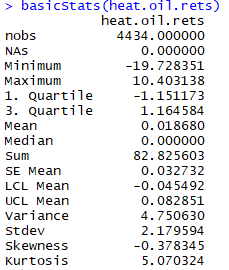 > basicStats(heat.oil.rets)
heat.oil.rets
nobs 4434.000000
NAs 0.000000
Minimum -19.728351
Maximum 10.403138
1. Quartile -1.151173
3. Quartile 1.164584
Mean 0.018680
Median 0.000000
Sum 82.825603
SE Mean 0.032732
LCL Mean -0.045492
UCL Mean 0.082851
Variance 4.750630
Stdev 2.179594
Skewness -0.378345
Kurtosis 5.070324